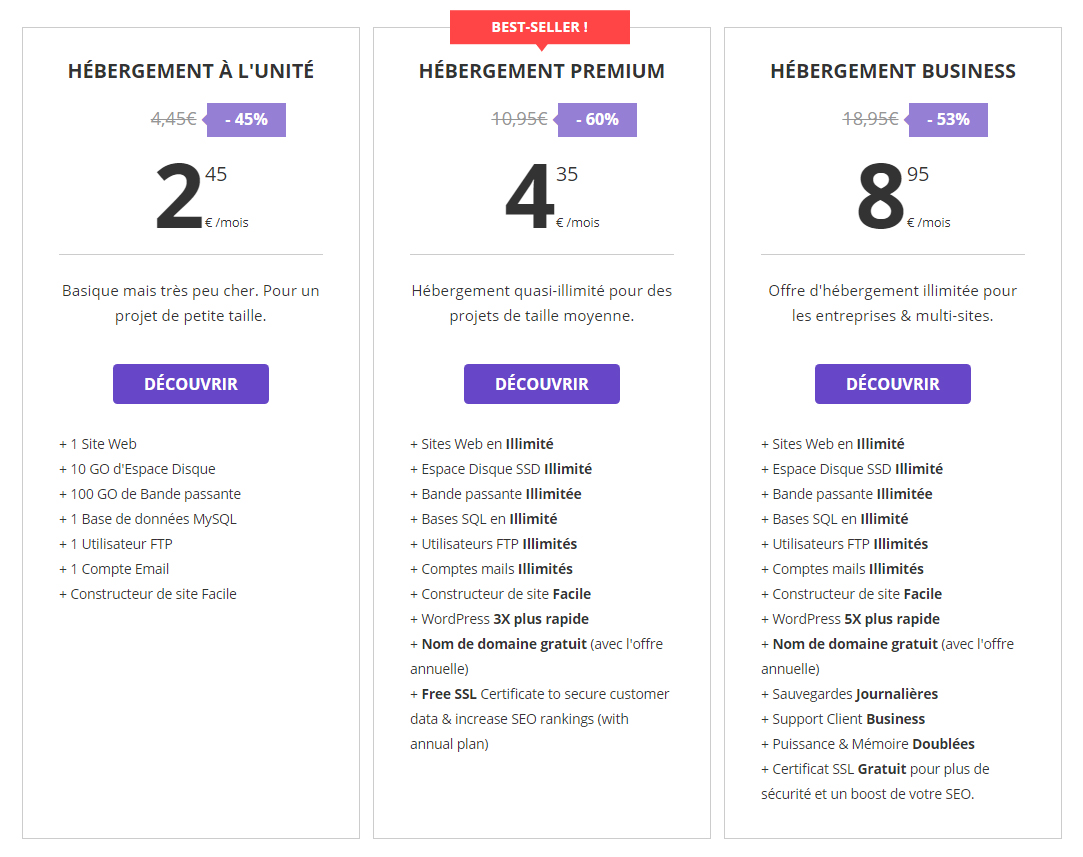 BEST-SELLER !
HÉBERGEMENT À L'UNITÉ
4,45€ - 45%
2 45
€ /mois
Basique mais très peu cher. Pour un
projet de petite taille.
DÉCOUVRIR
+ 1 Site Web
+ 10 GO d'Espace Disque
+ 100 GO de Bande passante
+ 1 Base de données MySQL
+ 1 Utilisateur FTP
+ 1 Compte Email
+ Constructeur de site Facile
HÉBERGEMENT PREMIUM
10,95€ - 60%
4 35
€ /mois
Hébergement quasi-illimité pour des
projets de taille moyenne.
DÉCOUVRIR
+ Sites Web en Illimité
+ Espace Disque SSD Illimité
+ Bande passante Illimitée
+ Bases SQL en Illimité
+ Utilisateurs FTP Illimités
+ Comptes mails Illimités
+ Constructeur de site Facile
+ WordPress 3X plus rapide
+ Nom de domaine gratuit (avec l'offre
annuelle)
+ Free SSL Certificate to secure customer
data & increase SEO rankings (with
annual plan)
HÉBERGEMENT BUSINESS
18,95€ - 53%
8 95
€ /mois
Offre d'hébergement illimitée pour
les entreprises & multi-sites.
DÉCOUVRIR
+ Sites Web en Illimité
+ Espace Disque SSD Illimité
+ Bande passante Illimitée
+ Bases SQL en Illimité
+ Utilisateurs FTP Illimités
+ Comptes mails Illimités
+ Constructeur de site Facile
+ WordPress 5X plus rapide
+ Nom de domaine gratuit (avec l'offre
annuelle)
+ Sauvegardes Journalières
+ Support Client Business
+ Puissance & Mémoire Doublées
+ Certificat SSL Gratuit pour plus de
sécurité et un boost de votre SEO.